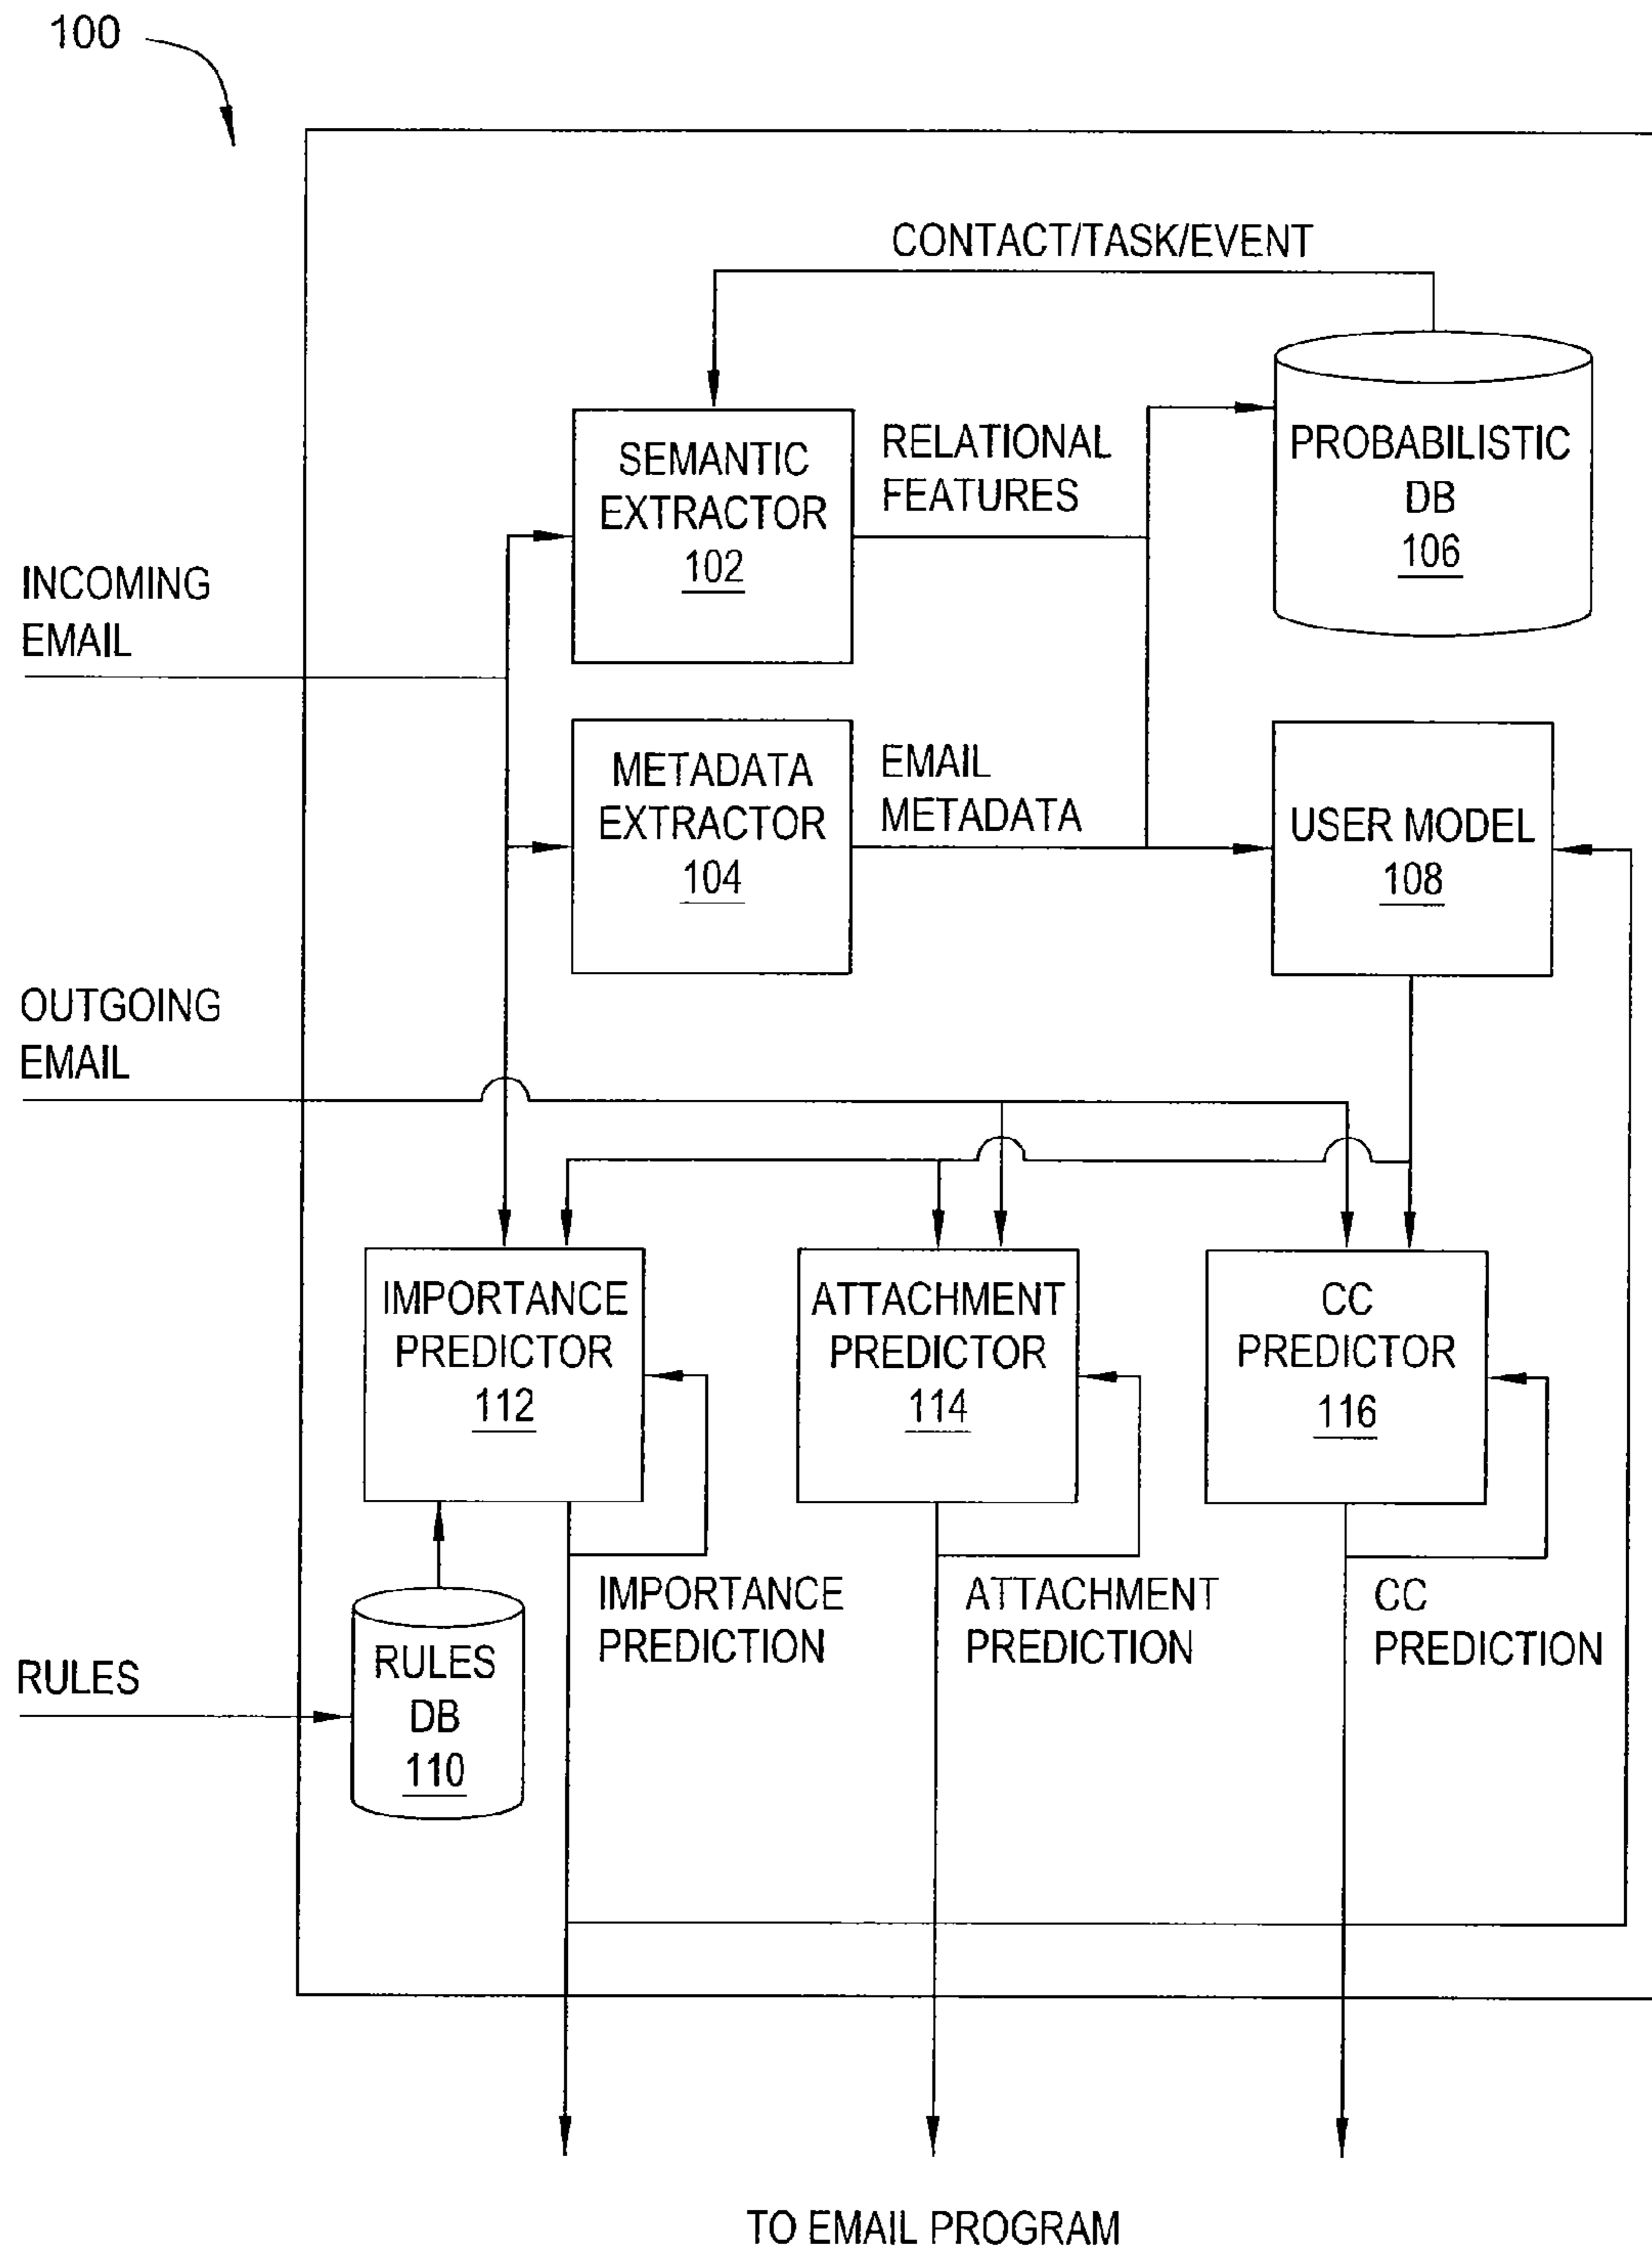 100
CONTACT/TASK/EVENT
SEMANTIC
EXTRACTOR
102
RELATIONAL
FEATURES
PROBABILISTIC
DB
106
INCOMING
EMAIL
METADATA
EXTRACTOR
104
EMAIL
METADATA
USER MODEL
108
OUTGOING
EMAIL
IMPORTANCE
PREDICTOR
112
ATTACHMENT
PREDICTOR
114
CC
PREDICTOR
116
IMPORTANCE
PREDICTION
ATTACHMENT
PREDICTION
CC
PREDICTION
RULES
RULES
DB
110
TO EMAIL PROGRAM